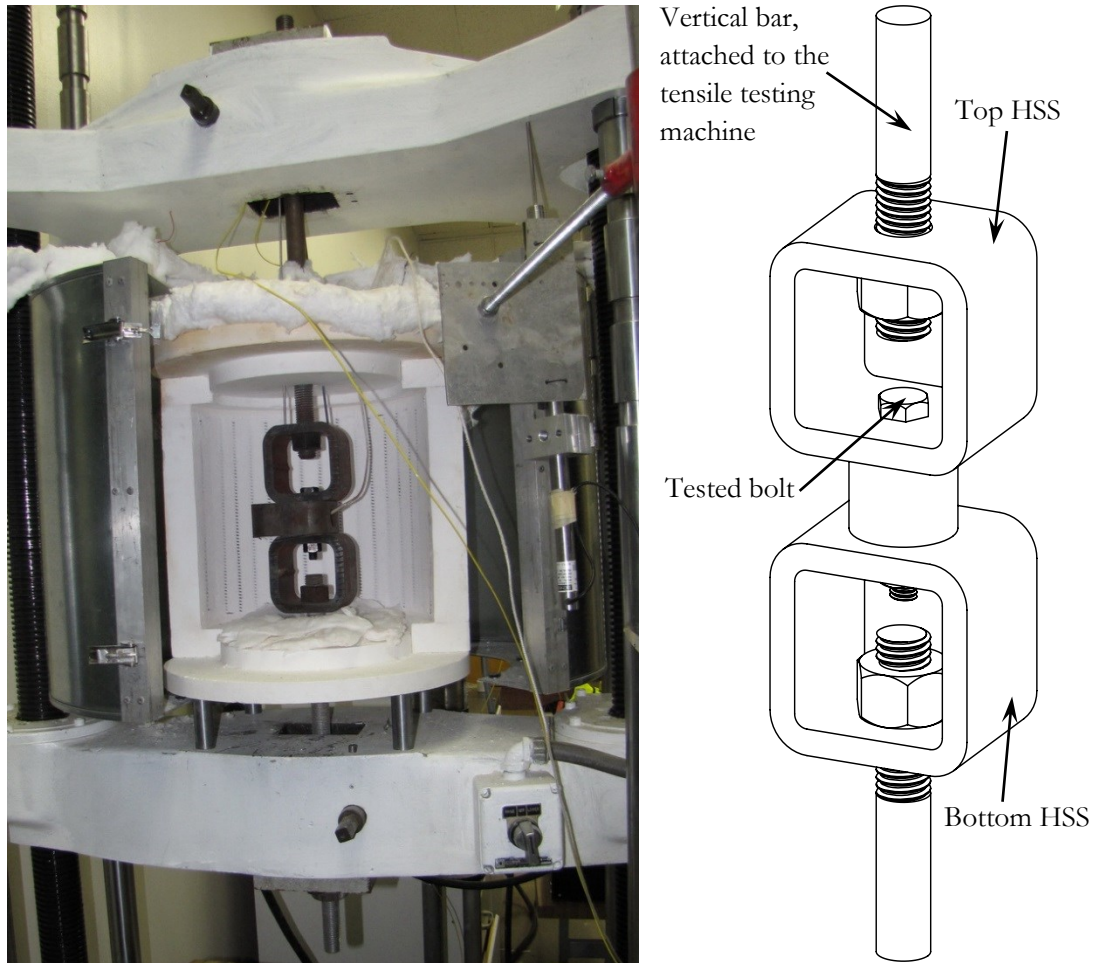 Vertical bar,
attached to the
tensile testing
machine
Top HSS
Tested bolt
Bottom HSS